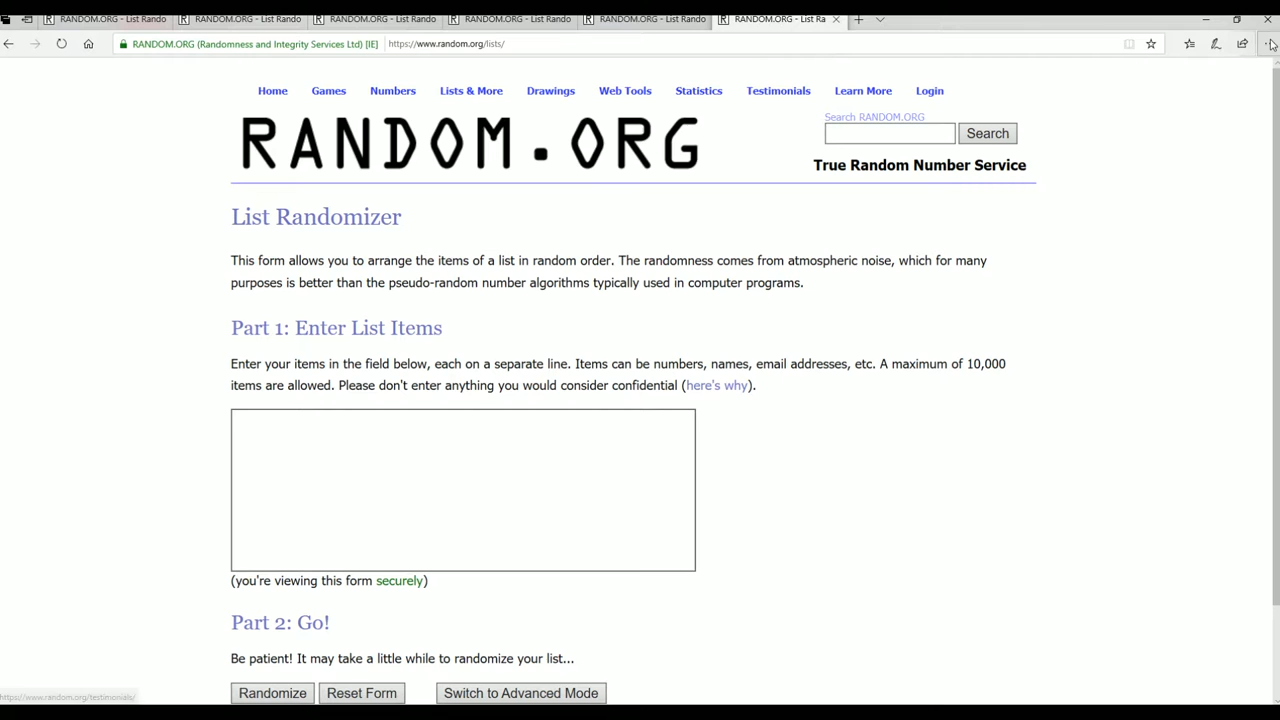 RANDOM.ORG - List Rando
RANDOM.ORG - List Rando
RANDOM.ORG - List Rando
RANDOM.ORG - List Rando
RANDOM.ORG - List Rando
RANDOM.ORG - List Ra
RANDOM.ORG (Randomness and Integrity Services Ltd) [IE]
https://www.random.org/lists/
Home Games Numbers Lists & More Drawings Web Tools Statistics Testimonials Learn More Login
Search RANDOM.ORG
RANDOM.ORG
Search
True Random Number Service
List Randomizer
This form allows you to arrange the items of a list in random order. The randomness comes from atmospheric noise, which for many
purposes is better than the pseudo-random number algorithms typically used in computer programs.
Part 1: Enter List Items
Enter your items in the field below, each on a separate line. Items can be numbers, names, email addresses, etc. A maximum of 10,000
items are allowed. Please don't enter anything you would consider confidential (here's why).
(you're viewing this form securely)
Part 2: Go!
Be patient! It may take a little while to randomize your list...
Randomize Reset Form Switch to Advanced Mode
https://www.random.org/testimonials/